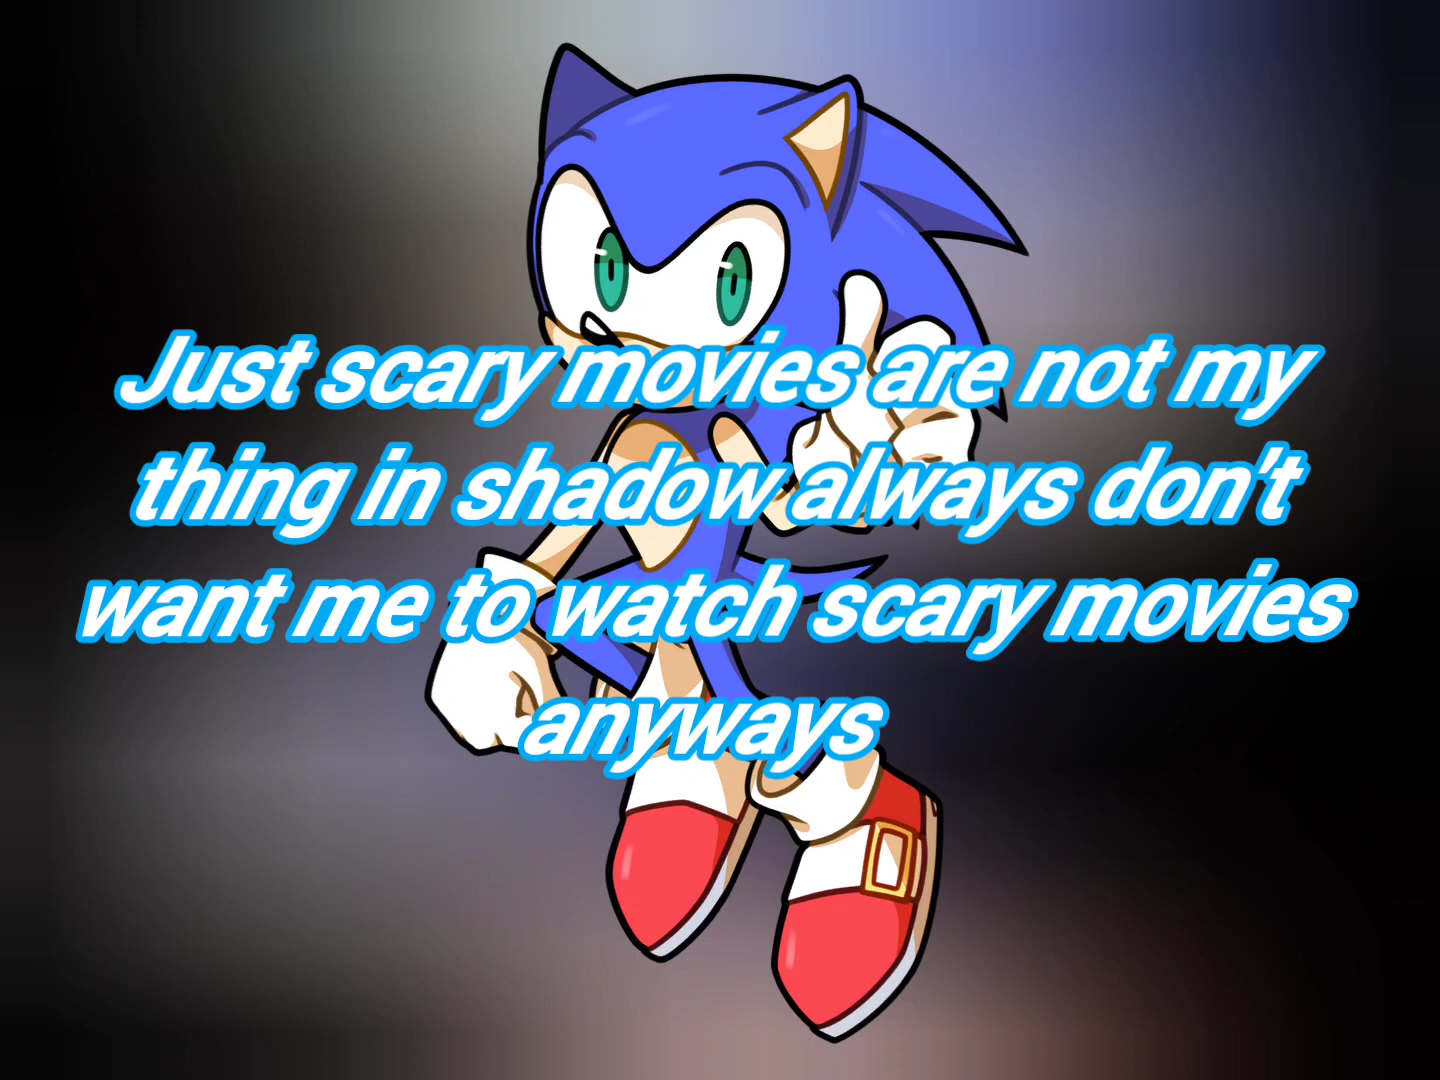 Just scary movies are not my
thing in shadow always don't
want me to watch scary movies
anyways